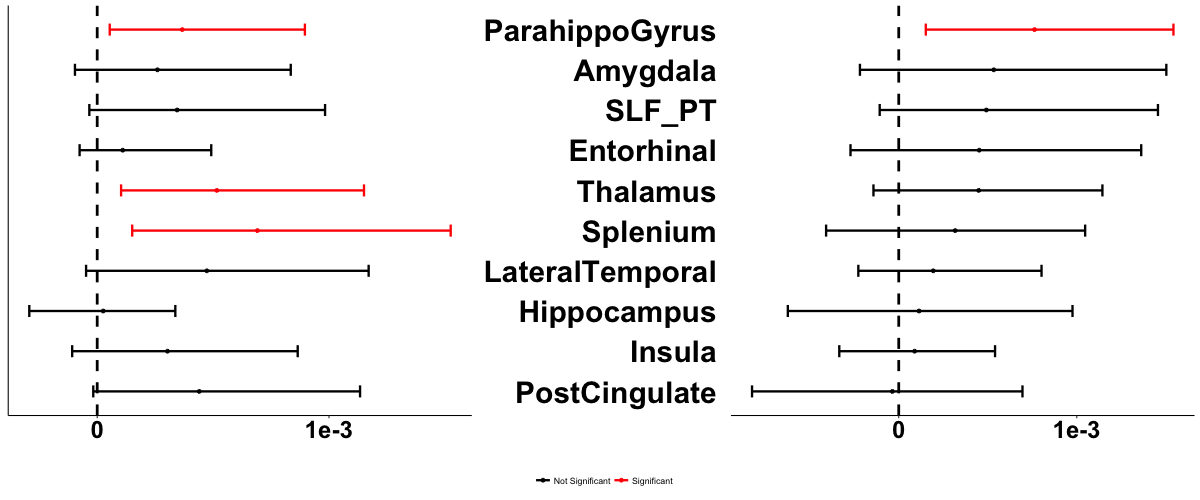 ParahippoGyrus
Amygdala
SLF_PT
Entorhinal
Thalamus
Splenium
LateralTemporal
Hippocampus
Insula
PostCingulate
0 1e-3 0 1e-3
Not Significant Significant